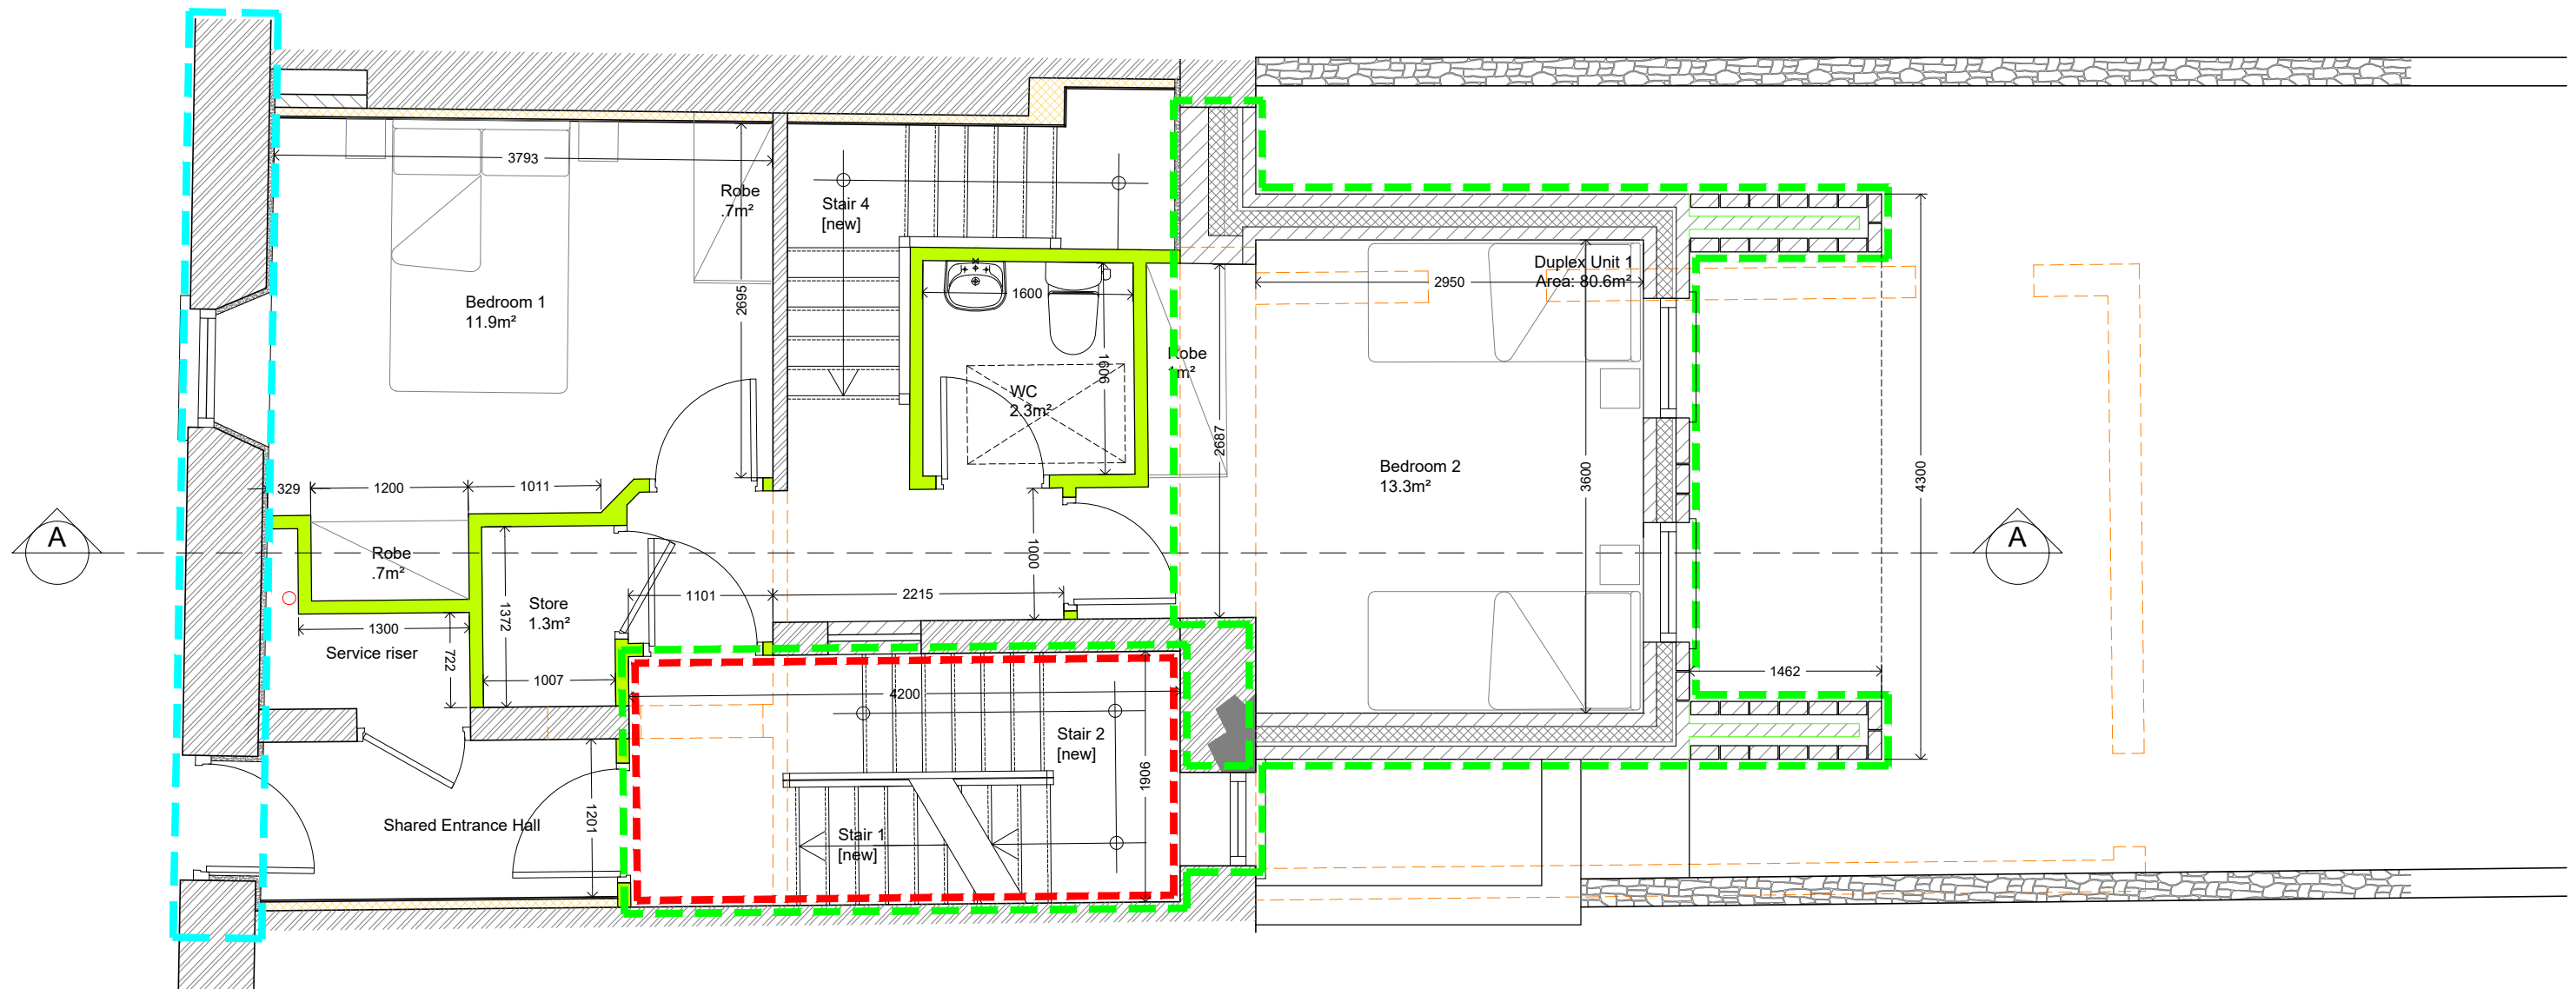 3793
Robe
.7m²
Stair 4
[new]
Bedroom 1
11.9m²
2695
1600
1606
WC
2.3m²
Robe
1m²
2687
2950
Duplex Unit 1
Area: 80.6m²
Bedroom 2
13.3m²
3600
4300
329
1200
1011
A
A
Robe
.7m²
1372
Store
1.3m²
1101
2215
1000
1300
Service riser
722
1007
4200
1462
Stair 2
[new]
1906
Shared Entrance Hall
1201
Stair 1
[new]